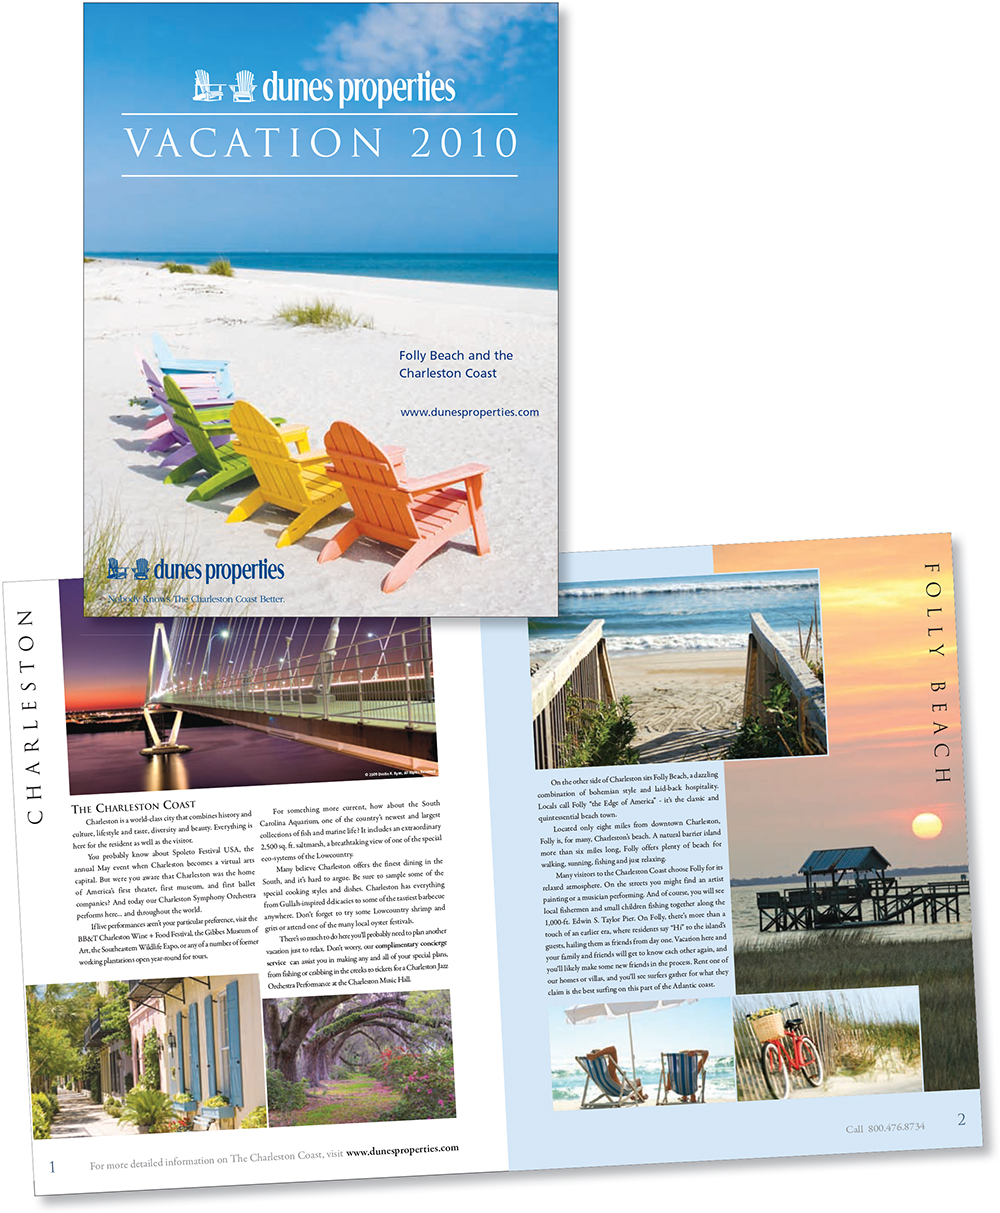 dunes properties
VACATION 2010
Folly Beach and the
Charleston Coast
www.dunesproperties.com
dunes properties
Nobody Knows The Charleston Coast Better.
CHARLESTON
© 2009 Devlin R. Ryan, All Rights Reserved
THE CHARLESTON COAST
Charleston is a world-class city that combines history and
culture, lifestyle and taste, diversity and beauty. Everything is
here for the resident as well as the visitor.
You probably know about Spoleto Festival USA, the
annual May event when Charleston becomes a virtual arts
capital. But were you aware that Charleston was the home
of America's first theater, first museum, and first ballet
companies? And today our Charleston Symphony Orchestra
performs here... and throughout the world.
If live performances aren't your particular preference, visit the
BB&T Charleston Wine + Food Festival, the Gibbes Museum of
Art, the Southeastern Wildlife Expo, or any of a number of former
working plantations open year-round for tours.
For something more current, how about the South
Carolina Aquarium, one of the country's newest and largest
collections of fish and marine life? It includes an extraordinary
2,500 sq. ft. saltmarsh, a breathtaking view of one of the special
eco-systems of the Lowcountry.
Many believe Charleston offers the finest dining in the
South, and it's hard to argue. Be sure to sample some of the
special cooking styles and dishes. Charleston has everything
from Gullah-inspired ddicacies to some of the tastiest barbecue
anywhere. Don't forget to try some Lowcountry shrimp and
grits or attend one of the many local oyster festivals.
There's so much to do here you'll probably need to plan another
vacation just to relax. Don't worry, our complimentary concierge
service can assist you in making any and all of your special plans,
from fishing or crabbing in the creeks to tickets for a Charleston Jazz
Orchestra Performance at the Charleston Music Hall.
1
For more detailed information on The Charleston Coast, visit www.dunesproperties.com
FOLLY BEACH
On the other side of Charleston sits Folly Beach, a dazzling
combination of bohemian style and laid-back hospitality.
Locals call Folly "the Edge of America" - it's the classic and
quintessential beach town.
Located only eight miles from downtown Charleston,
Folly is, for many, Charleston's beach. A natural barrier island
more than six miles long, Folly offers plenty of beach for
walking, sunning, fishing and just relaxing.
Many visitors to the Charleston Coast choose Folly for its
relaxed atmosphere. On the streets you might find an artist
painting or a musician performing. And of course, you will see
local fishermen and small children fishing together along the
1,000-ft. Edwin S. Taylor Pier. On Folly, there's more than a
touch of an earlier era, where residents say "Hi" to the island's
guests, hailing them as friends from day one. Vacation here and
your family and friends will get to know each other again, and
you'll likely make some new friends in the process. Rent one of
our homes or villas, and you'll see surfers gather for what they
claim is the best surfing on this part of the Atlantic coast.
Call 800.476.8734
2